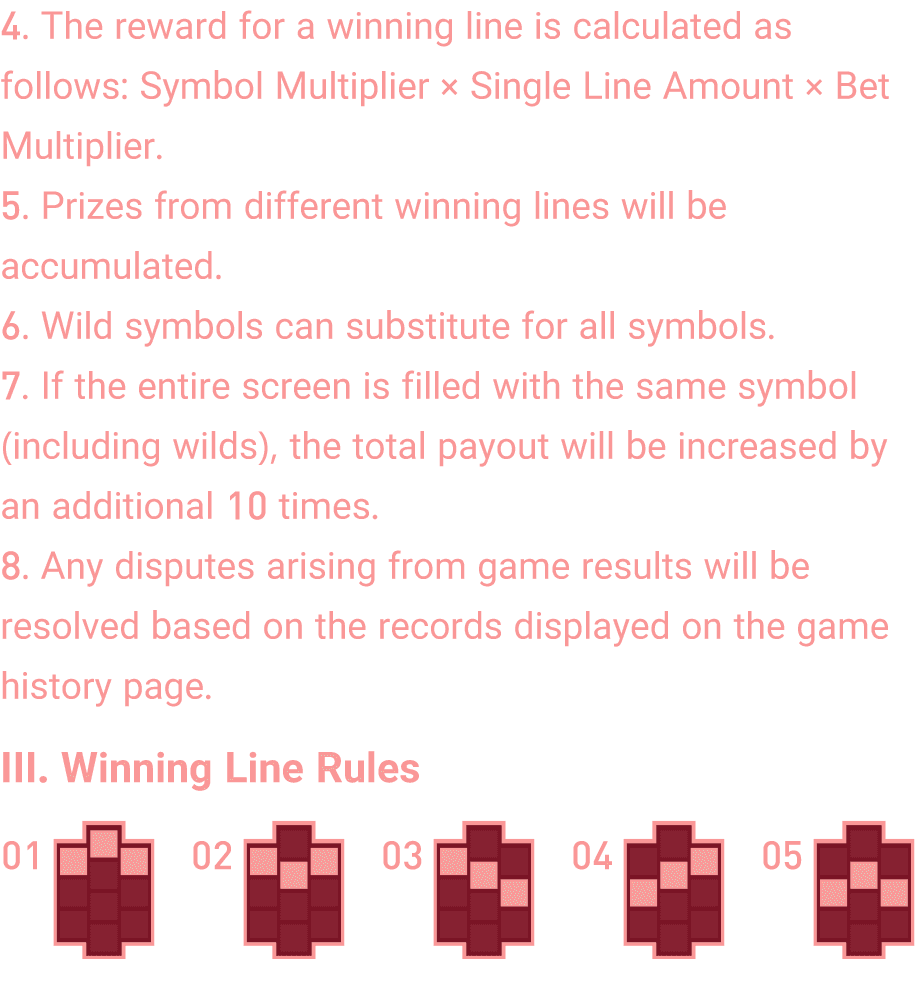 4. The reward for a winning line is calculated as
follows: Symbol Multiplier × Single Line Amount × Bet
Multiplier.
5. Prizes from different winning lines will be
accumulated.
6. Wild symbols can substitute for all symbols.
7. If the entire screen is filled with the same symbol
(including wilds), the total payout will be increased by
an additional 10 times.
8. Any disputes arising from game results will be
resolved based on the records displayed on the game
history page.
III. Winning Line Rules
01 02 03 04 05